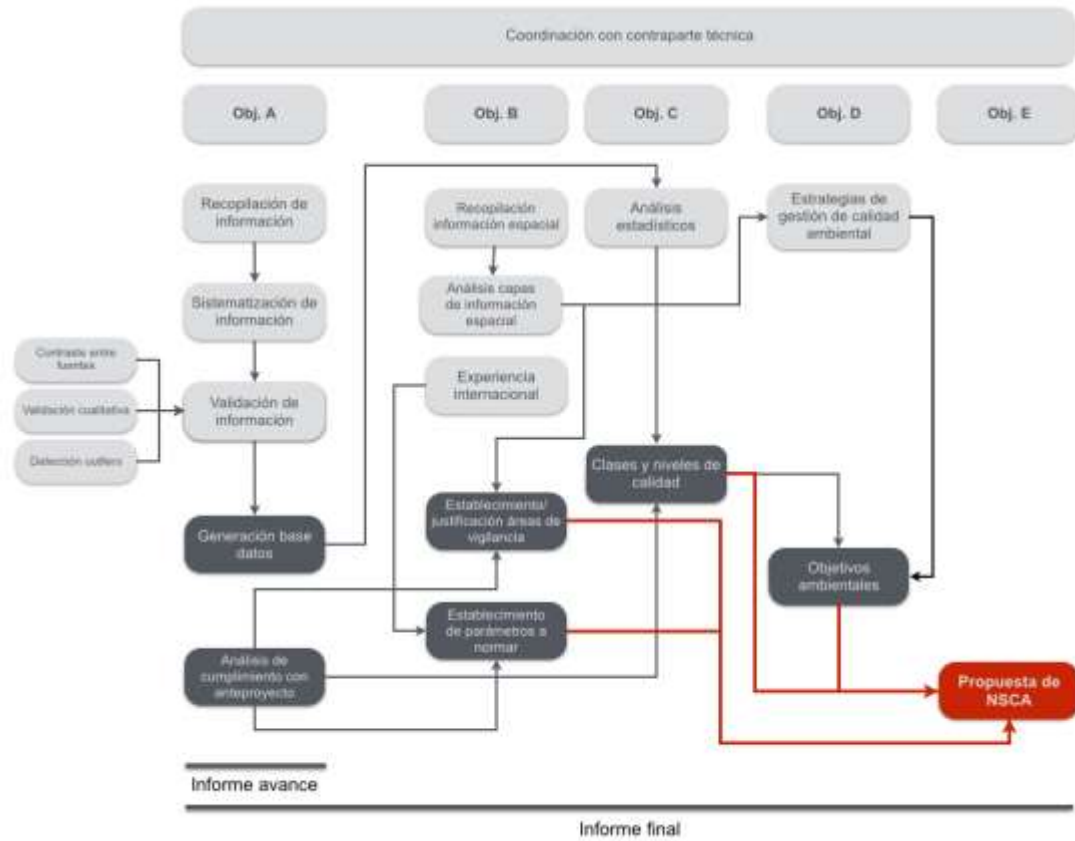 Coordinación con contraparte técnica
Obj. A
Obj. B
Obj. C
Obj. D
Obj. E
Recopilación de
información
Recopilación
información espacial
Análisis
estadísticos
Estrategias de
gestión de calidad
ambiental
Sistematización de
información
Análisis capas
de información
espacial
Contraste entre
fuentes
Validación cualitativa
Detección outliers
Validación de
información
Experiencia
internacional
Clases y niveles de
calidad
Generación base
datos
Establecimiento/
justificación áreas de
vigilancia
Objetivos
ambientales
Establecimiento
de parámetros a
normar
Análisis de
cumplimiento con
anteproyecto
Propuesta de
NSCA
Informe avance
Informe final